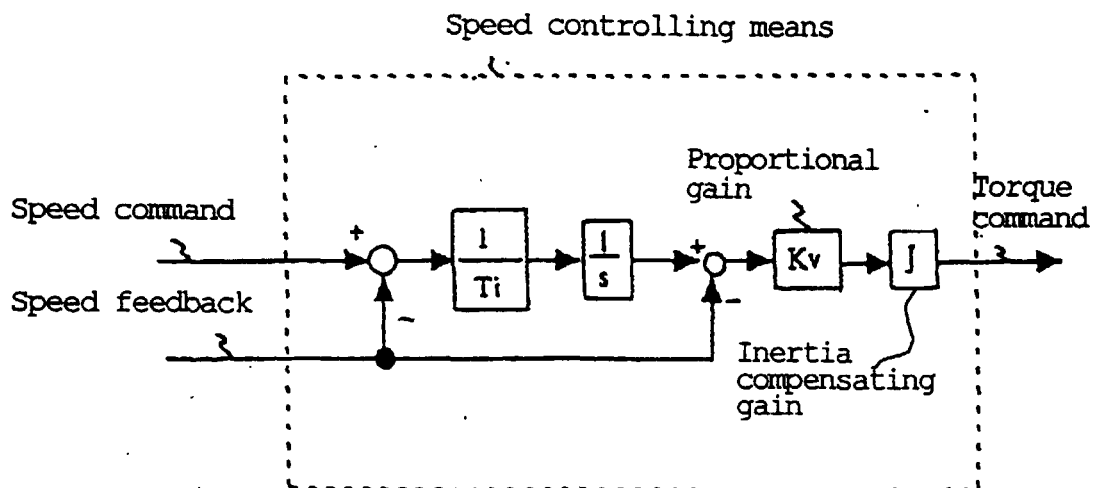 Speed controlling means
Proportional
gain
Torque
command
Speed command
+
1
Ti
1
s
+
Kv
J
Speed feedback
-
-
Inertia
compensating
gain